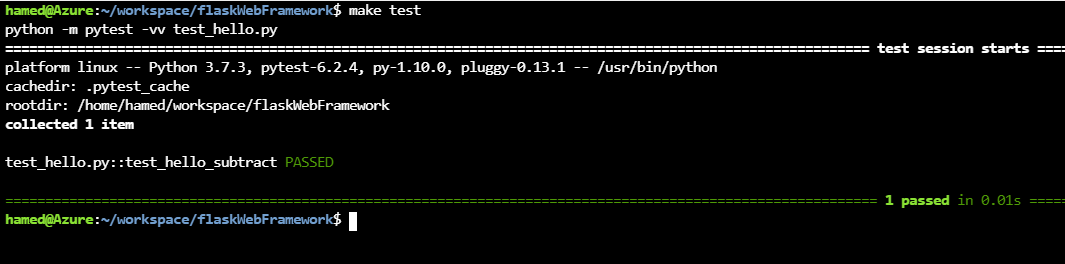 hamed@Azure:~/workspace/flaskWebFramework$ make test
python -m pytest -vv test_hello.py
============================================================================================================ test session starts ====
platform linux -- Python 3.7.3, pytest-6.2.4, py-1.10.0, pluggy-0.13.1 -- /usr/bin/python
cachedir: .pytest_cache
rootdir: /home/hamed/workspace/flaskWebFramework
collected 1 item
test_hello.py::test_hello_subtract PASSED
============================================================================================================= 1 passed in 0.01s =====
hamed@Azure:~/workspace/flaskWebFramework$